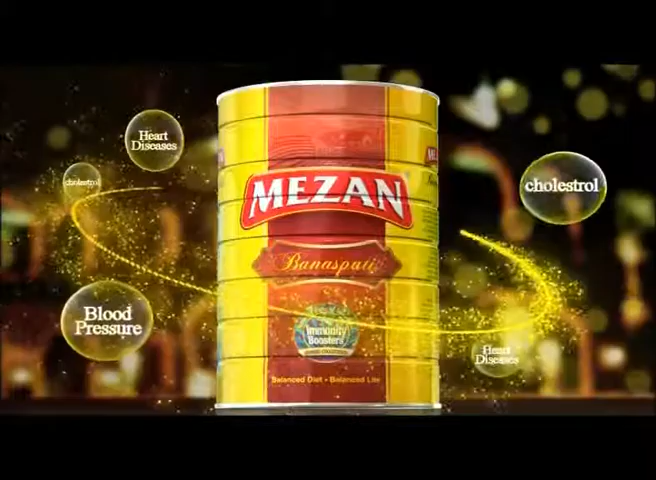 Heart
Diseases
cholestrol
cholestrol
MEZAN
Banaspati
Blood
Pressure
Immunity
Boosters
Heart
Diseases
Balanced Diet • Balanced Life